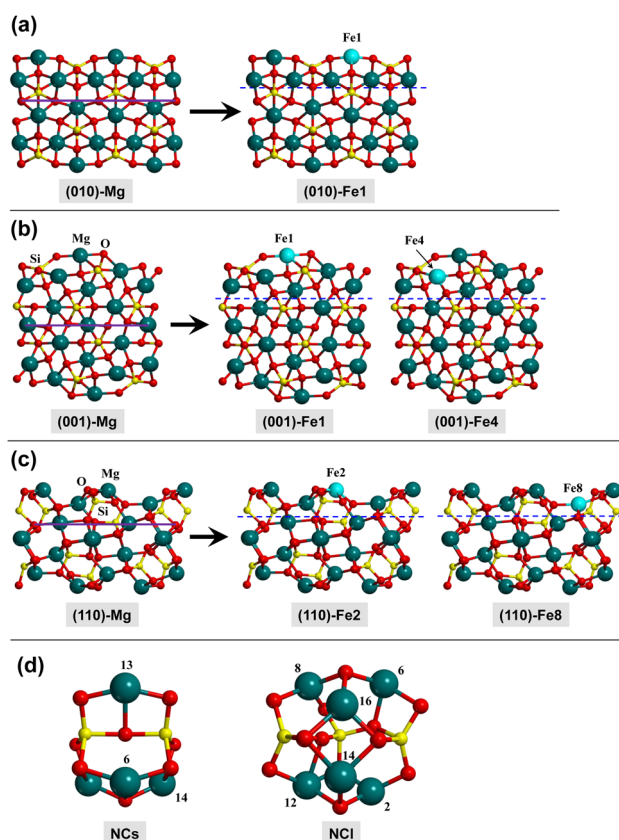 (a)
Fe1
(010)-Mg
(010)-Fe1
(b)
Mg
O
Si
Fe1
Fe4
(001)-Mg
(001)-Fe1
(001)-Fe4
(c)
O
Mg
Si
Fe2
Fe8
(110)-Mg
(110)-Fe2
(110)-Fe8
(d)
13
6
14
8
6
16
14
12
2
NCs
NCl